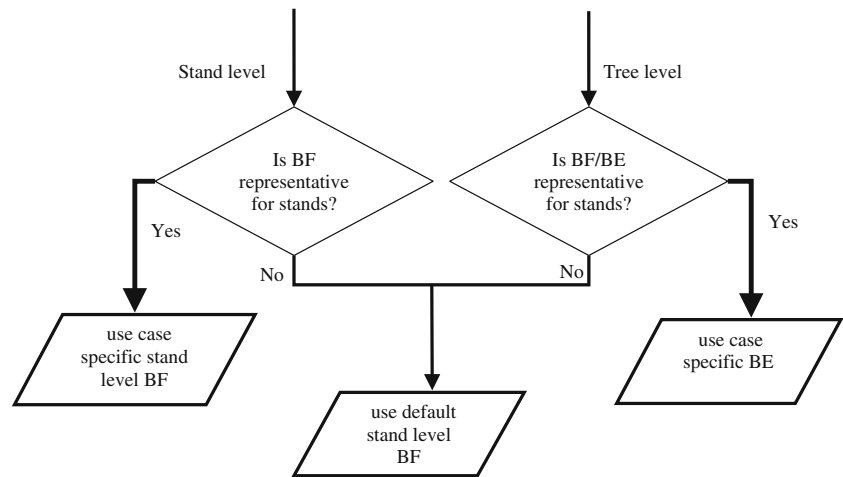 Stand level
Tree level
Is BF
representative
for stands?
Is BF/BE
representative
for stands?
Yes
Yes
No
No
use case
specific stand
level BF
use case
specific BE
use default
stand level
BF